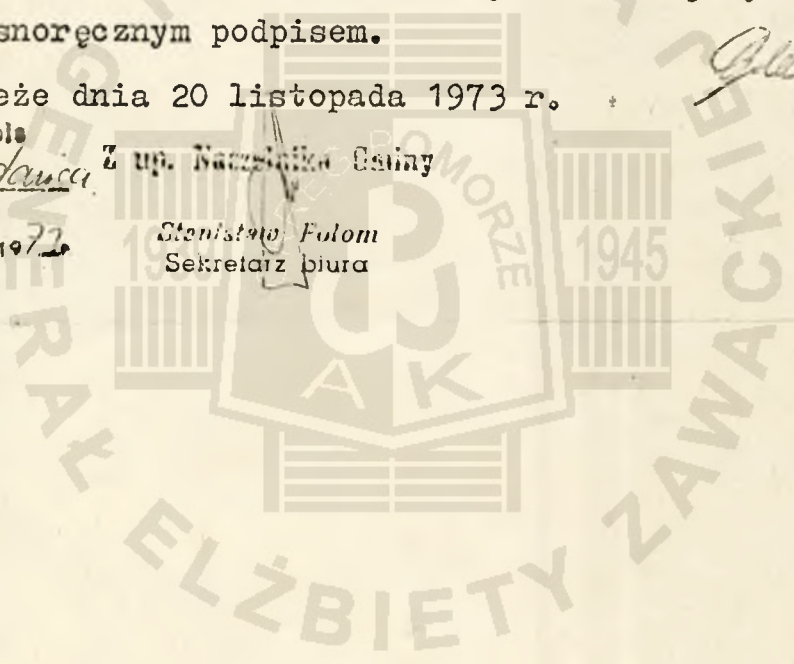 snoręcznym podpisem.
eże dnia 20 listopada 1973 r.
Z up. Naczelnika Gminy
Stanisław Folom
Sekretarz biura
OKRĘG POMORZE
1945
AK
GENERAŁ ELŻBIETY ZAWACKIEJ